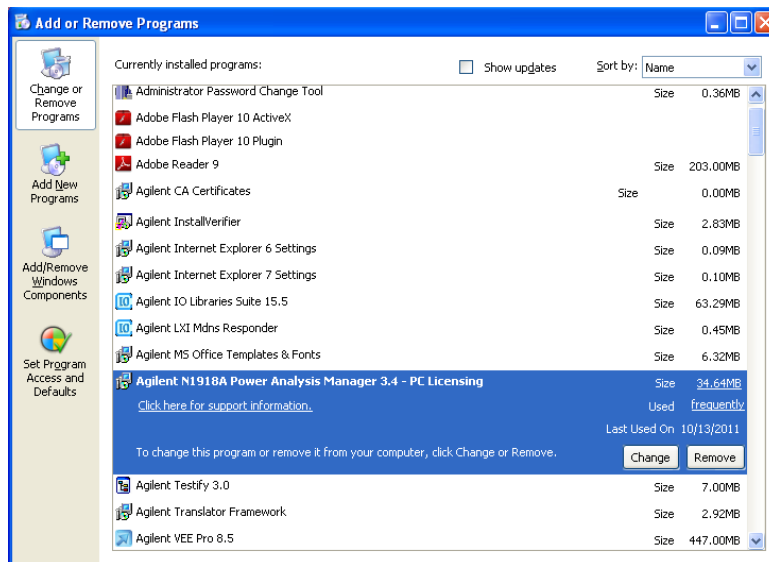 Add or Remove Programs
Change or
Remove
Programs
Add New
Programs
Add/Remove
Windows
Components
Set Program
Access and
Defaults
Currently installed programs:
Show updates
Sort by: Name
Administrator Password Change Tool Size 0.36MB
Adobe Flash Player 10 ActiveX
Adobe Flash Player 10 Plugin
Adobe Reader 9 Size 203.00MB
Agilent CA Certificates Size 0.00MB
Agilent InstallVerifier Size 2.83MB
Agilent Internet Explorer 6 Settings Size 0.09MB
Agilent Internet Explorer 7 Settings Size 0.10MB
Agilent IO Libraries Suite 15.5 Size 63.29MB
Agilent LXI Mdns Responder Size 0.45MB
Agilent MS Office Templates & Fonts Size 6.32MB
Agilent N1918A Power Analysis Manager 3.4 - PC Licensing Size 34.64MB
Click here for support information. Used frequently
Last Used On 10/13/2011
To change this program or remove it from your computer, click Change or Remove. Change Remove
Agilent Testify 3.0 Size 7.00MB
Agilent Translator Framework Size 2.92MB
Agilent VEE Pro 8.5 Size 447.00MB